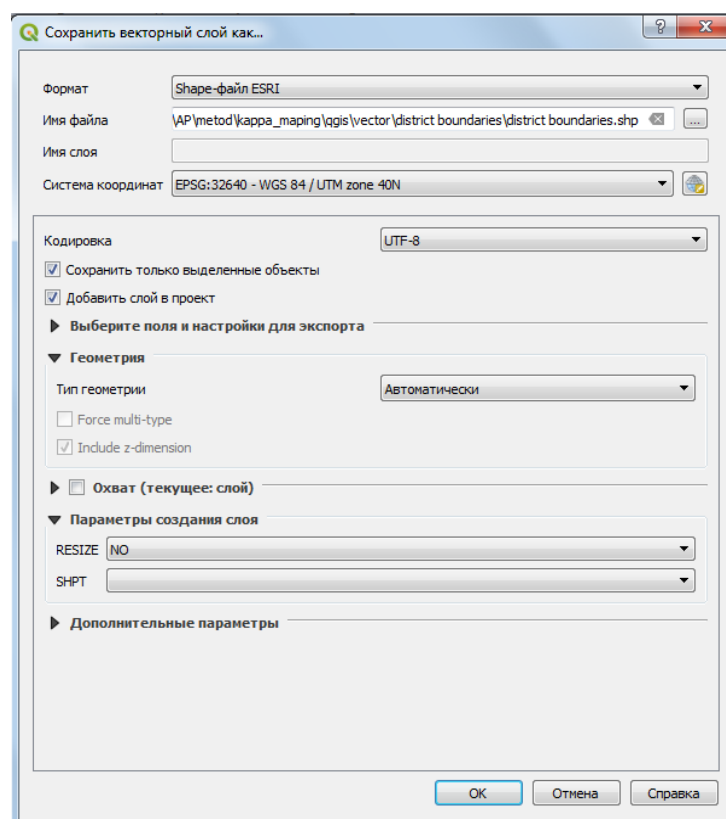 Сохранить векторный слой как...
Формат Shape-файл ESRI
Имя файла \AP\metod\kappa_maping\qgis\vector\district boundaries\district boundaries.shp ...
Имя слоя
Система координат EPSG:32640 - WGS 84 / UTM zone 40N
Кодировка UTF-8
Сохранить только выделенные объекты
Добавить слой в проект
Выберите поля и настройки для экспорта
Геометрия
Тип геометрии Автоматически
Force multi-type
Include z-dimension
Охват (текущее: слой)
Параметры создания слоя
RESIZE NO
SHPT
Дополнительные параметры
OK Отмена Справка